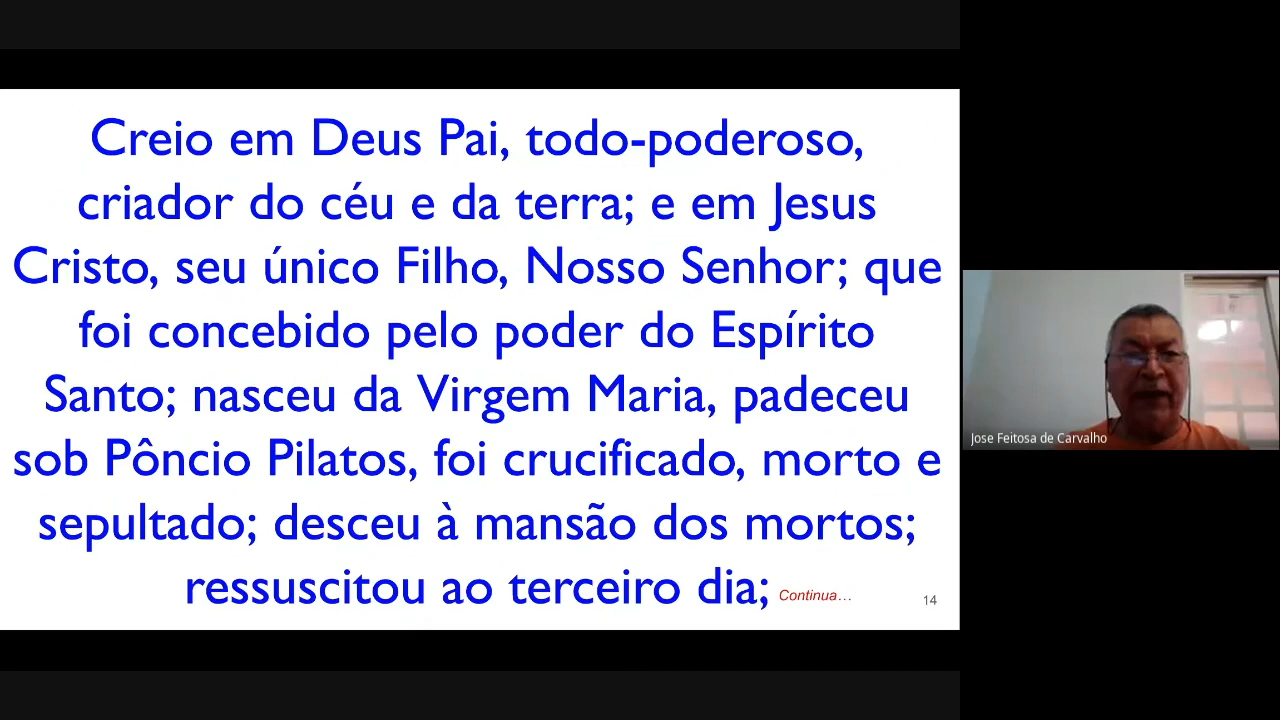 Creio em Deus Pai, todo-poderoso,
criador do céu e da terra; e em Jesus
Cristo, seu único Filho, Nosso Senhor; que
foi concebido pelo poder do Espírito
Santo; nasceu da Virgem Maria, padeceu
sob Pôncio Pilatos, foi crucificado, morto e
sepultado; desceu à mansão dos mortos;
ressuscitou ao terceiro dia; Continua...
14
Jose Feitosa de Carvalho